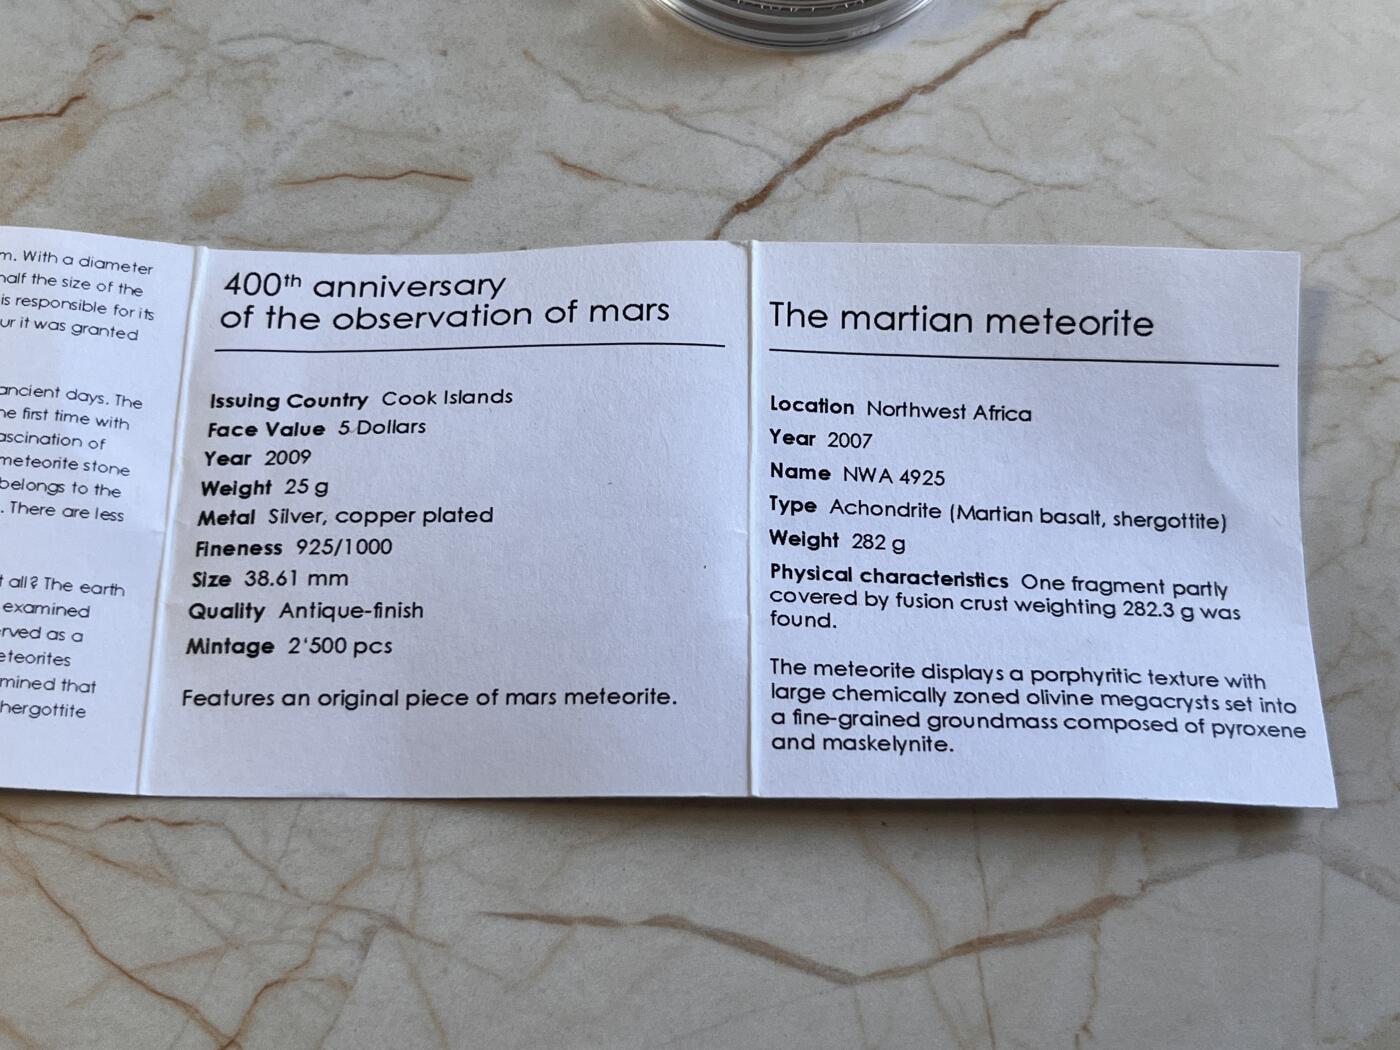 m. With a diameter
half the size of the
is responsible for its
ur it was granted
ancient days. The
he first time with
ascination of
meteorite stone
belongs to the
. There are less
t all? The earth
examined
rved as a
eteorites
mined that
hergottite
400th anniversary
of the observation of mars
Issuing Country Cook Islands
Face Value 5 Dollars
Year 2009
Weight 25 g
Metal Silver, copper plated
Fineness 925/1000
Size 38.61 mm
Quality Antique-finish
Mintage 2'500 pcs
Features an original piece of mars meteorite.
The martian meteorite
Location Northwest Africa
Year 2007
Name NWA 4925
Type Achondrite (Martian basalt, shergottite)
Weight 282 g
Physical characteristics One fragment partly
covered by fusion crust weighting 282.3 g was
found.
The meteorite displays a porphyritic texture with
large chemically zoned olivine megacrysts set into
a fine-grained groundmass composed of pyroxene
and maskelynite.